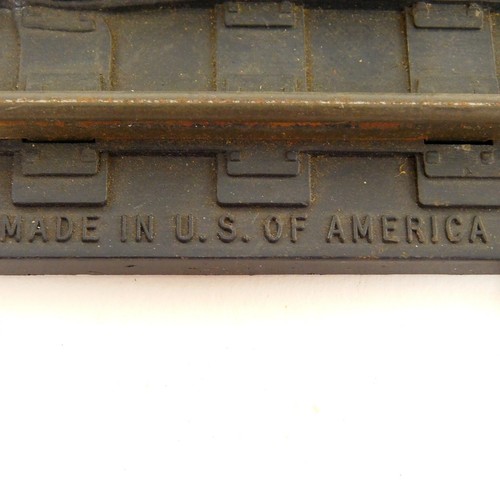 MADE IN U. S. OF AMERICA